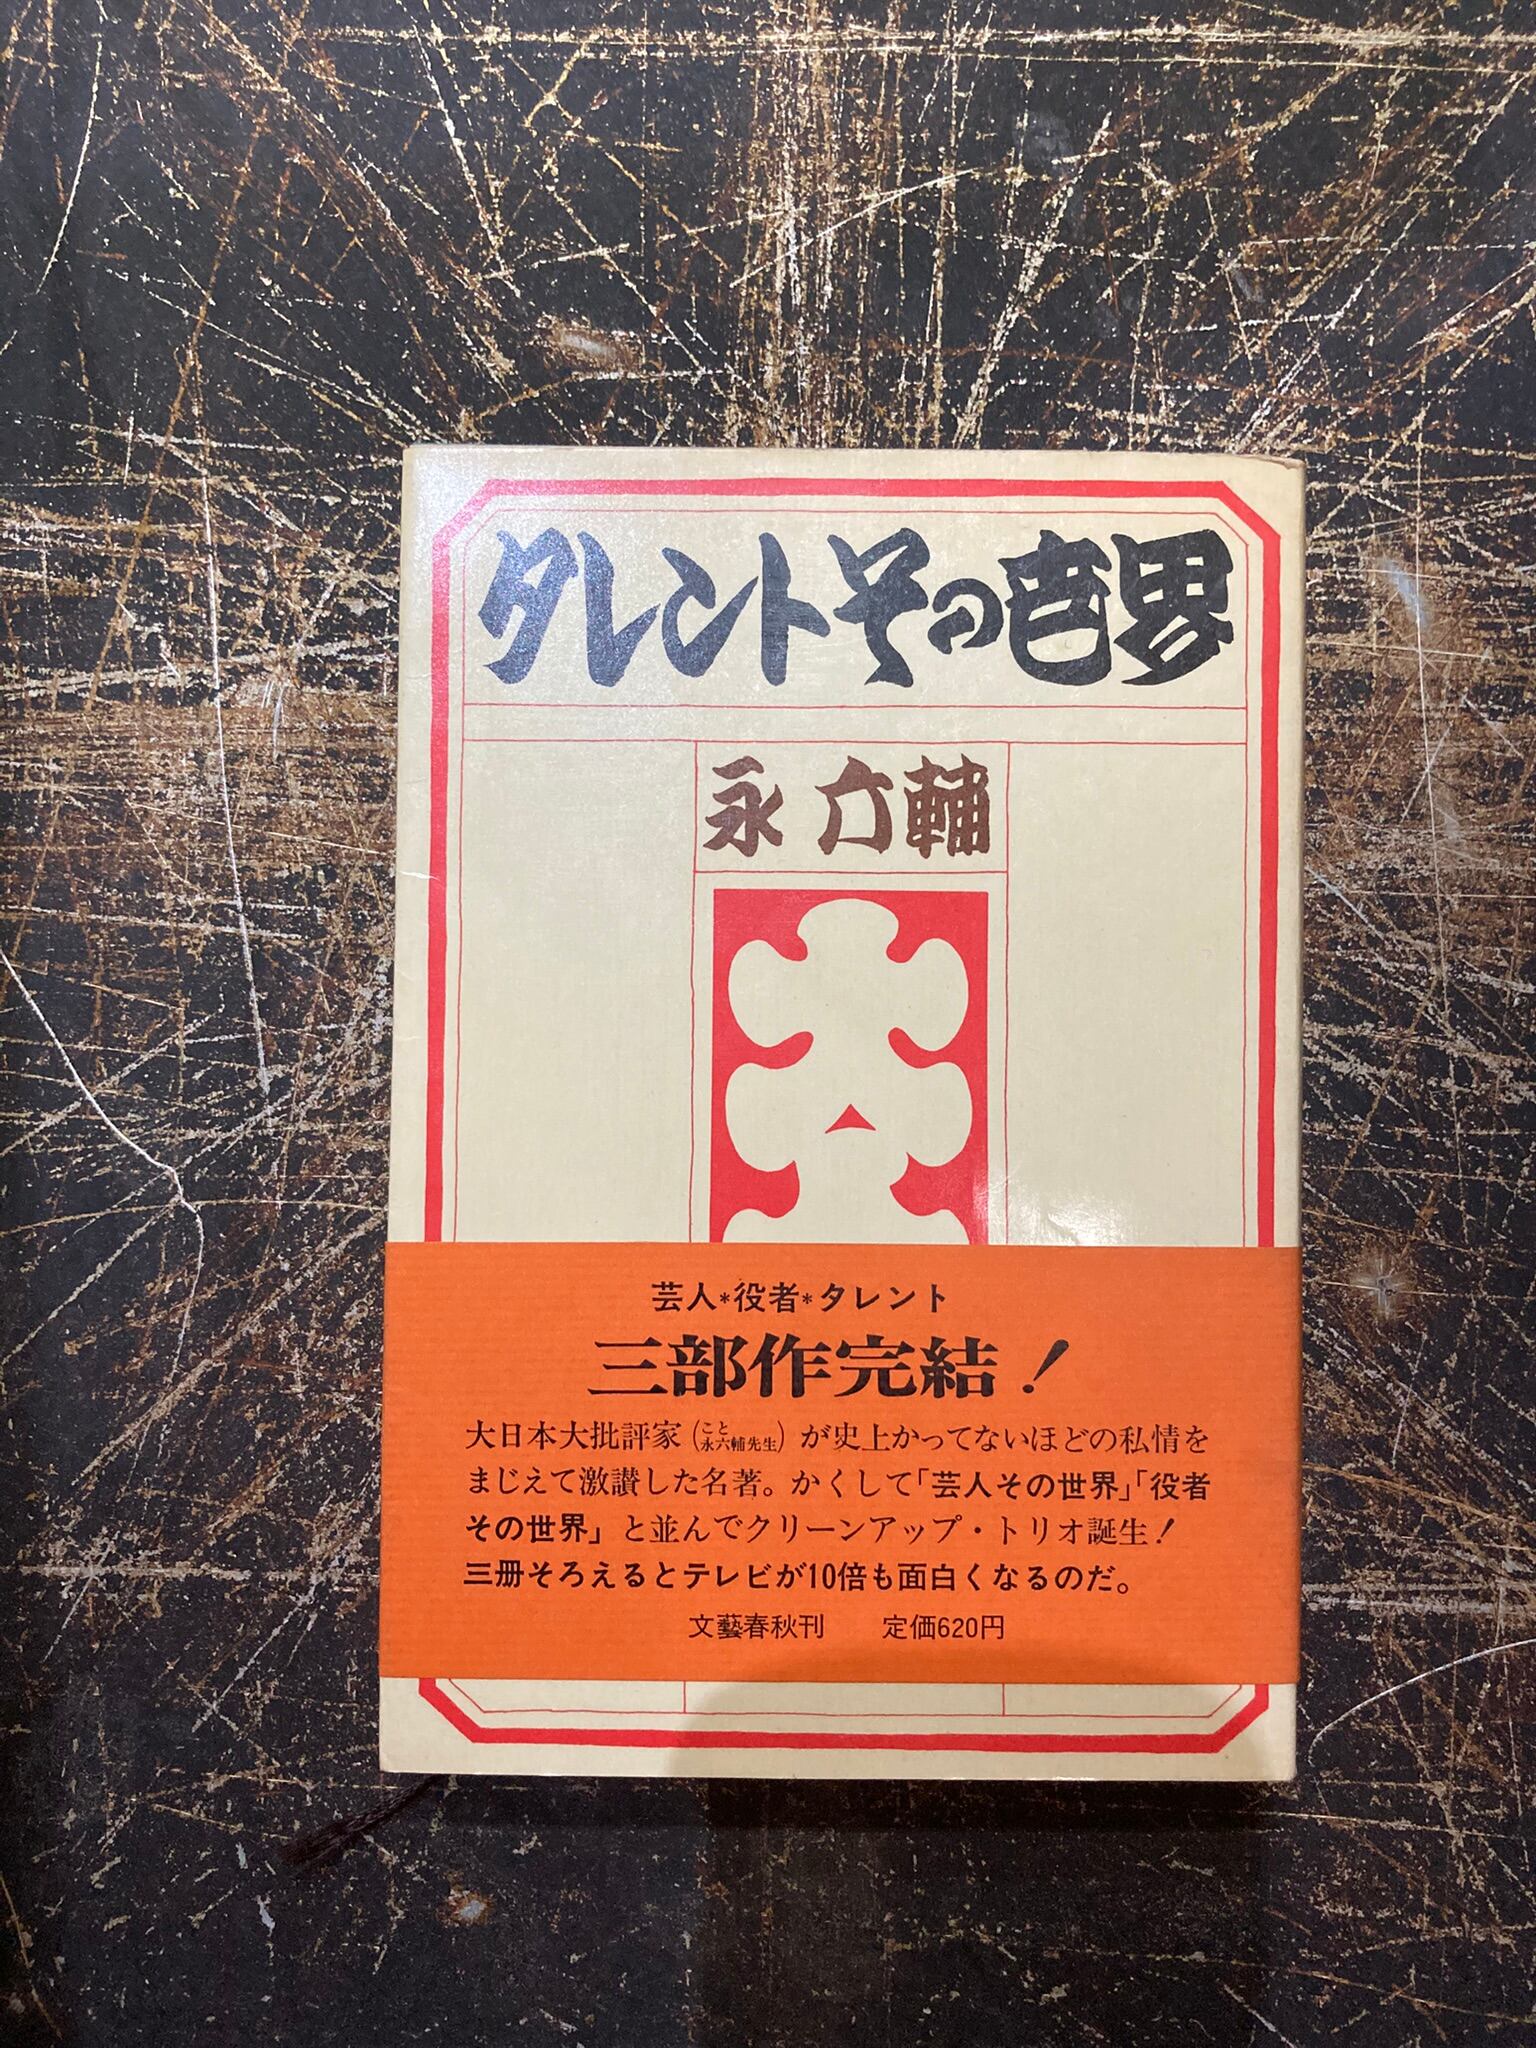 タレントその世界
永六輔
芸人*役者*タレント
三部作完結!
大日本大批評家(こと永六輔先生)が史上かってないほどの私情を
まじえて激讃した名著。かくして「芸人その世界」「役者
その世界」と並んでクリーンアップ・トリオ誕生!
三冊そろえるとテレビが10倍も面白くなるのだ。
文藝春秋刊 定価620円